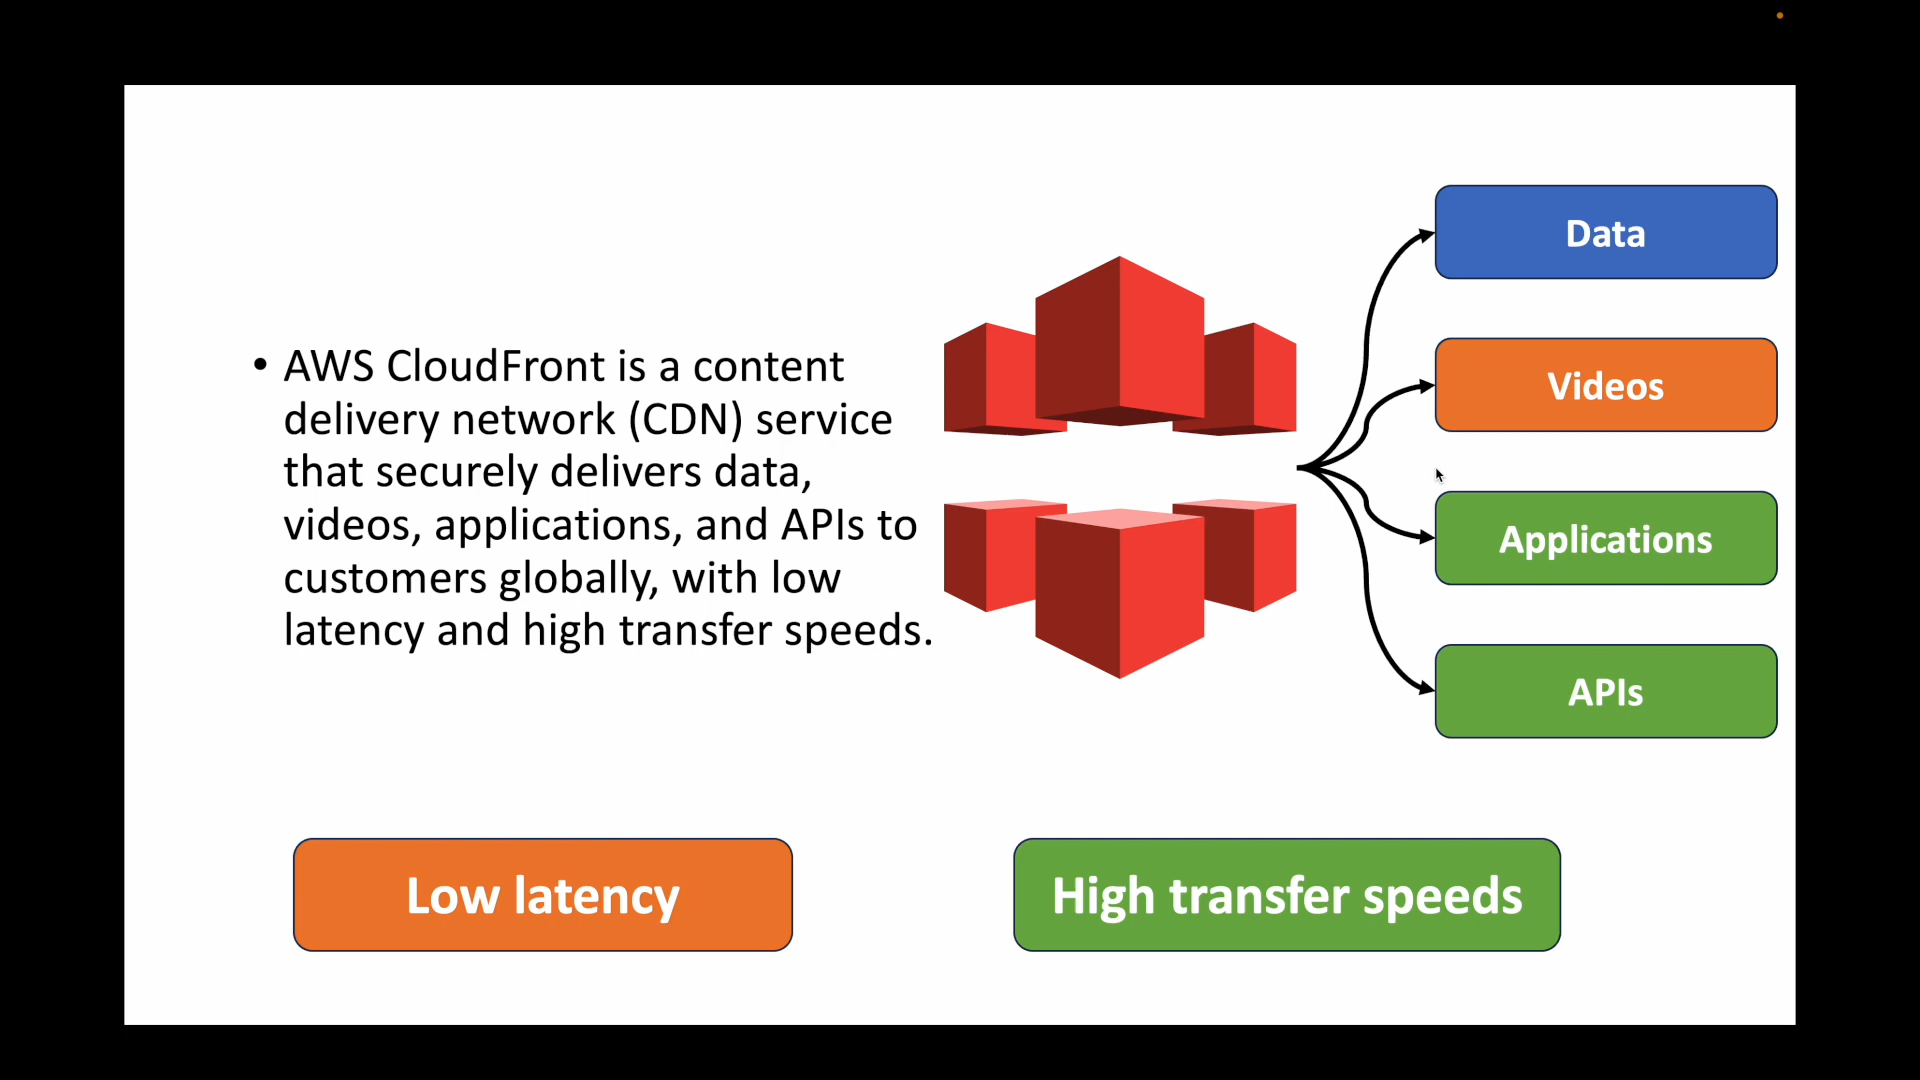 • AWS CloudFront is a content
delivery network (CDN) service
that securely delivers data,
videos, applications, and APIs to
customers globally, with low
latency and high transfer speeds.
Data
Videos
Applications
APIs
Low latency
High transfer speeds